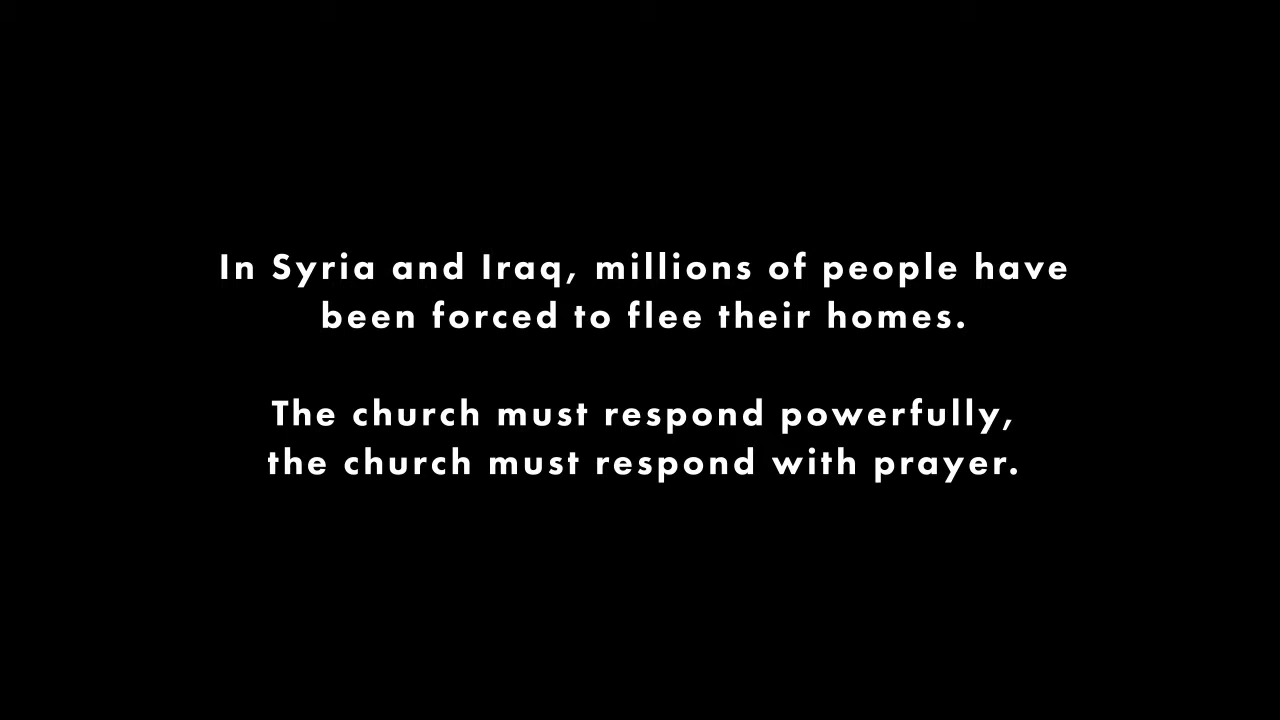 In Syria and Iraq, millions of people have
been forced to flee their homes.
The church must respond powerfully,
the church must respond with prayer.